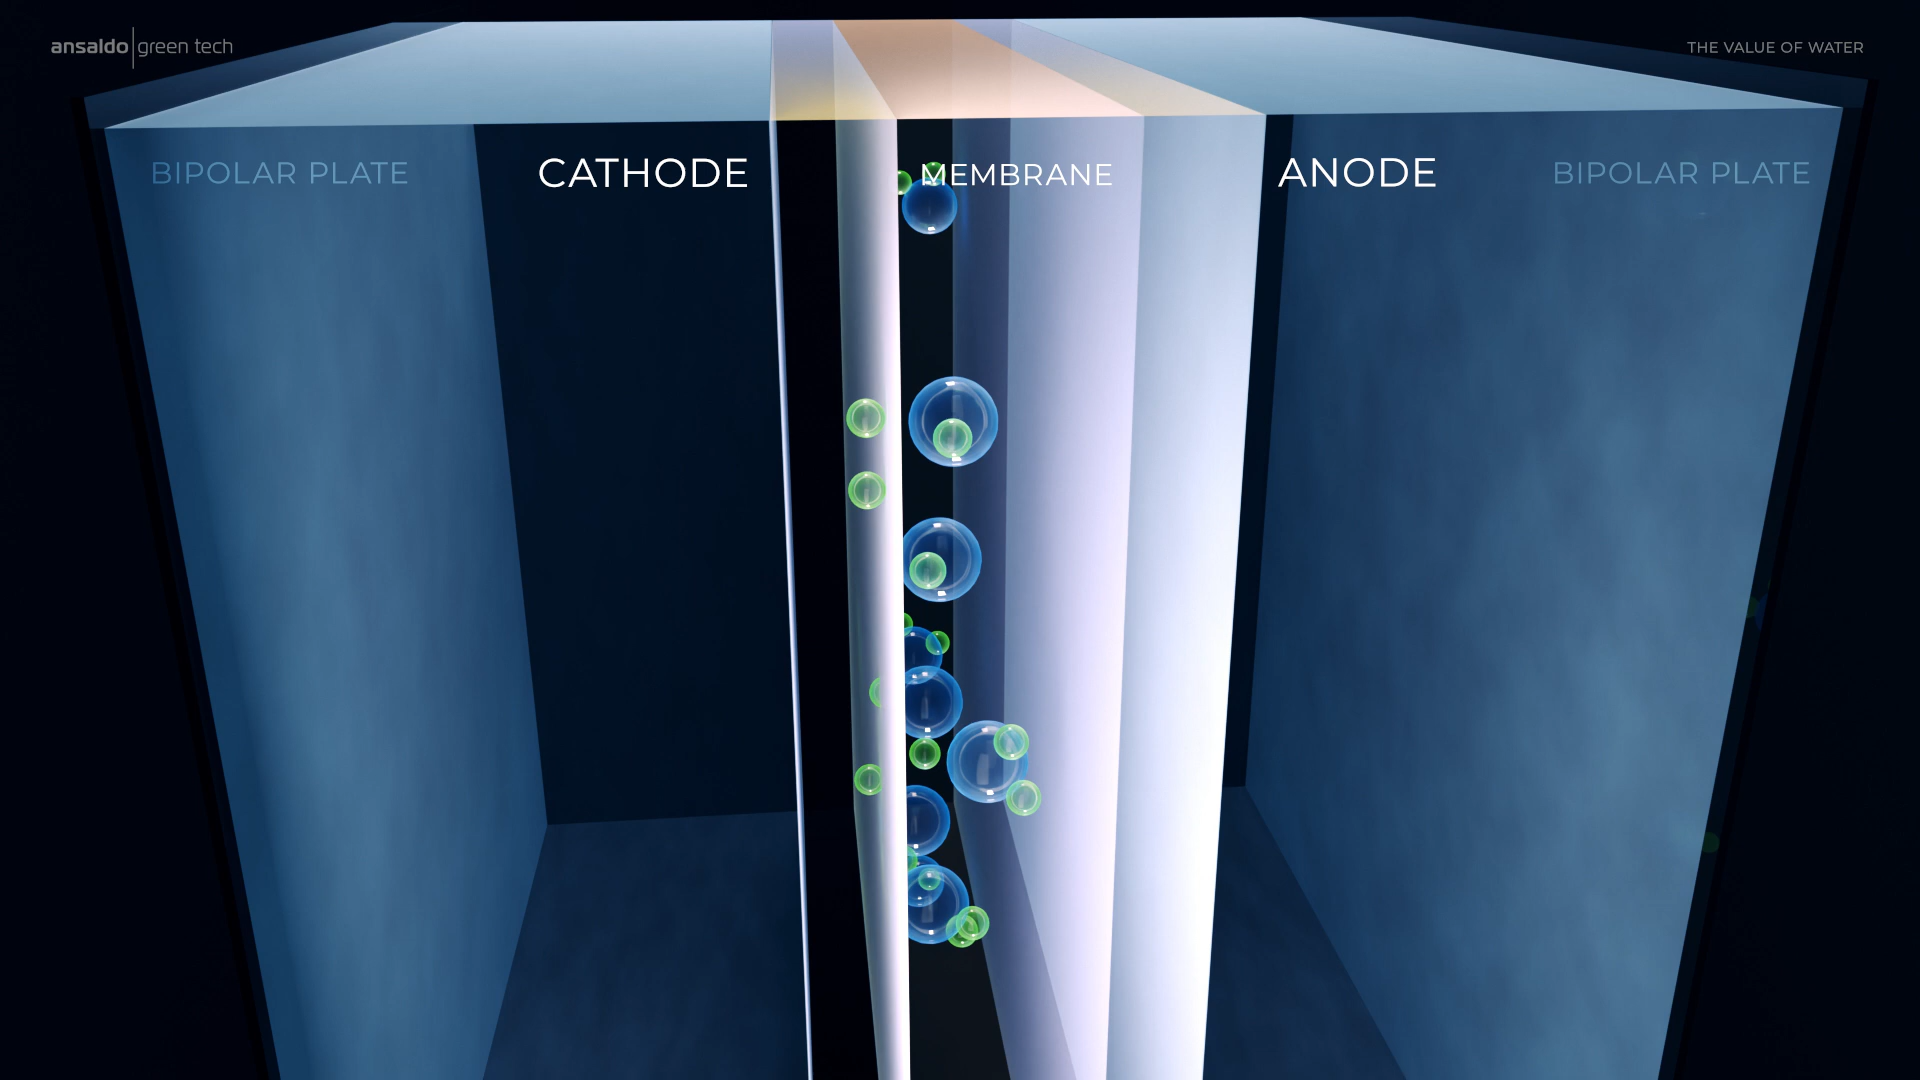 ansaldo green tech
THE VALUE OF WATER
BIPOLAR PLATE
CATHODE
MEMBRANE
ANODE
BIPOLAR PLATE